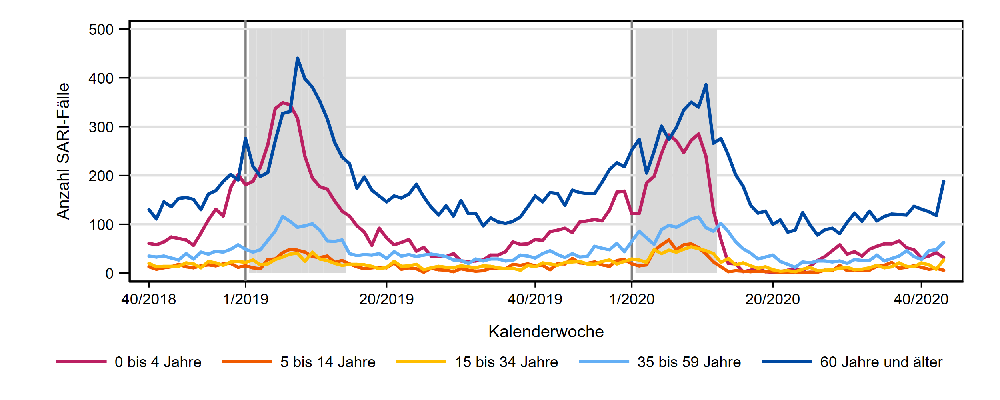 500
400
300
200
100
0
Anzahl SARI-Fälle
40/2018 1/2019 20/2019 40/2019 1/2020 20/2020 40/2020
Kalenderwoche
0 bis 4 Jahre 5 bis 14 Jahre 15 bis 34 Jahre 35 bis 59 Jahre 60 Jahre und älter